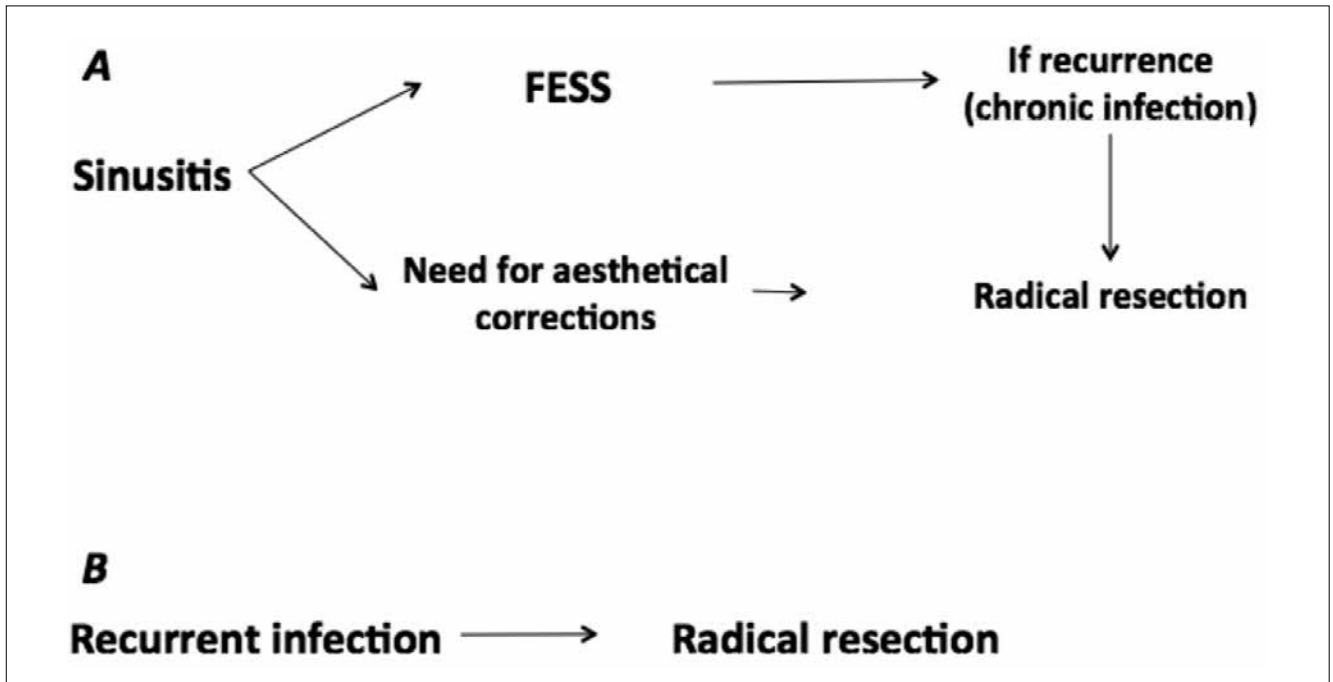 A
FESS
If recurrence
(chronic infection)
Sinusitis
Need for aesthetical
corrections
Radical resection
B
Recurrent infection
Radical resection